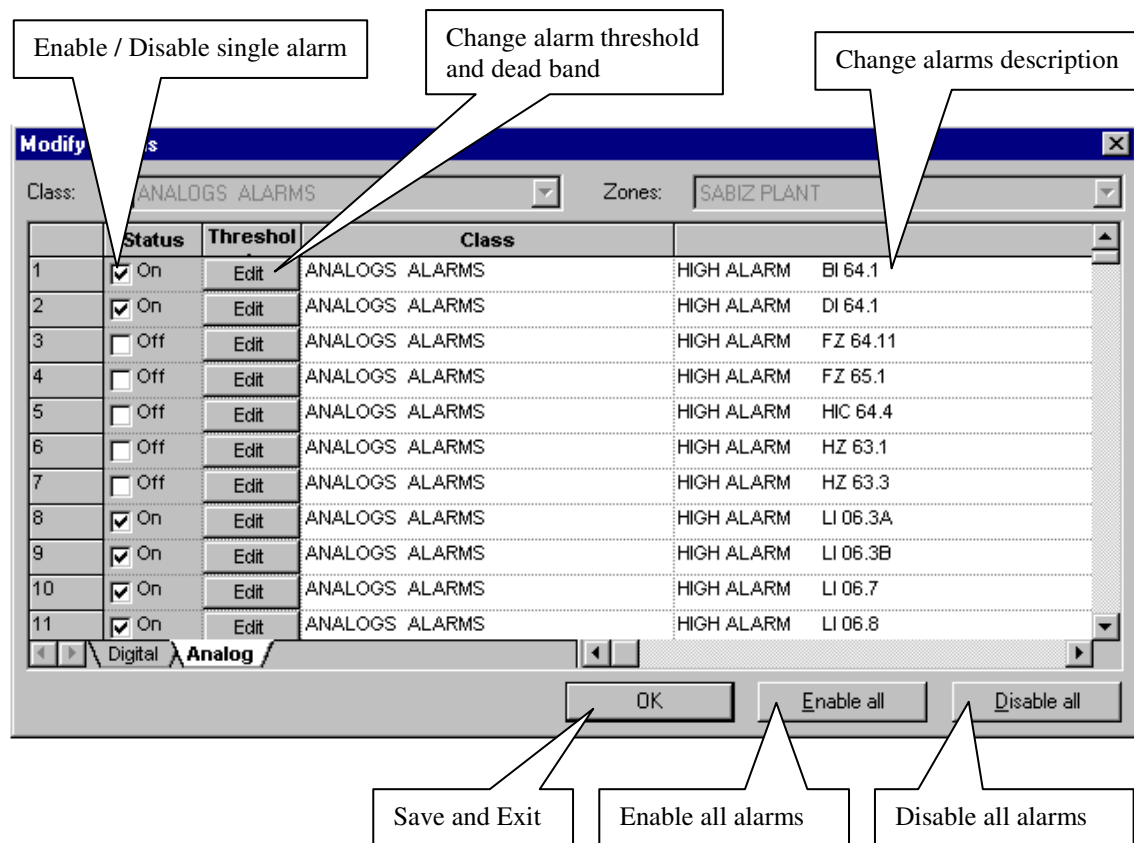 Enable / Disable single alarm
Change alarm threshold
and dead band
Change alarms description
Modify
Class: ANALOGS ALARMS Zones: SABIZ PLANT
Status Threshol Class
1 On Edit ANALOGS ALARMS HIGH ALARM BI 64.1
2 On Edit ANALOGS ALARMS HIGH ALARM DI 64.1
3 Off Edit ANALOGS ALARMS HIGH ALARM FZ 64.11
4 Off Edit ANALOGS ALARMS HIGH ALARM FZ 65.1
5 Off Edit ANALOGS ALARMS HIGH ALARM HIC 64.4
6 Off Edit ANALOGS ALARMS HIGH ALARM HZ 63.1
7 Off Edit ANALOGS ALARMS HIGH ALARM HZ 63.3
8 On Edit ANALOGS ALARMS HIGH ALARM LI 06.3A
9 On Edit ANALOGS ALARMS HIGH ALARM LI 06.3B
10 On Edit ANALOGS ALARMS HIGH ALARM LI 06.7
11 On Edit ANALOGS ALARMS HIGH ALARM LI 06.8
Digital Analog
OK Enable all Disable all
Save and Exit
Enable all alarms
Disable all alarms